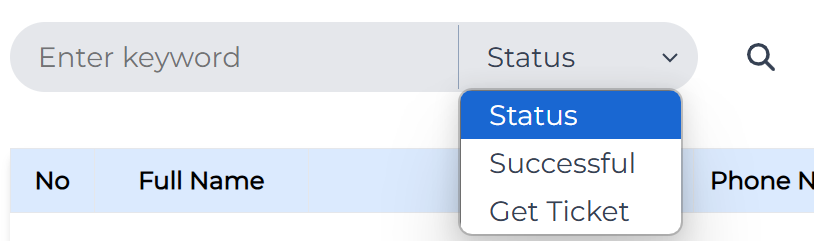 Enter keyword
Status
Status
Successful
Get Ticket
No
Full Name
Phone N